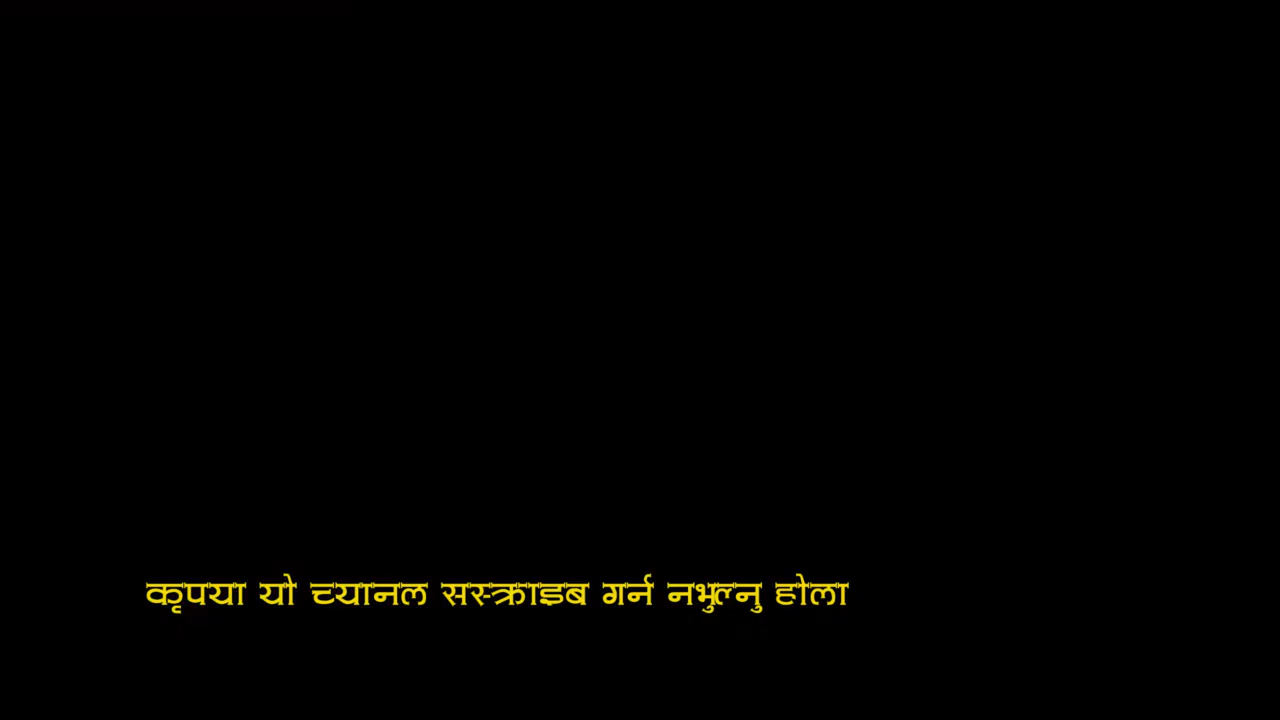 कृपया यो च्यानल सस्क्राइब गर्न नभुल्नु होला